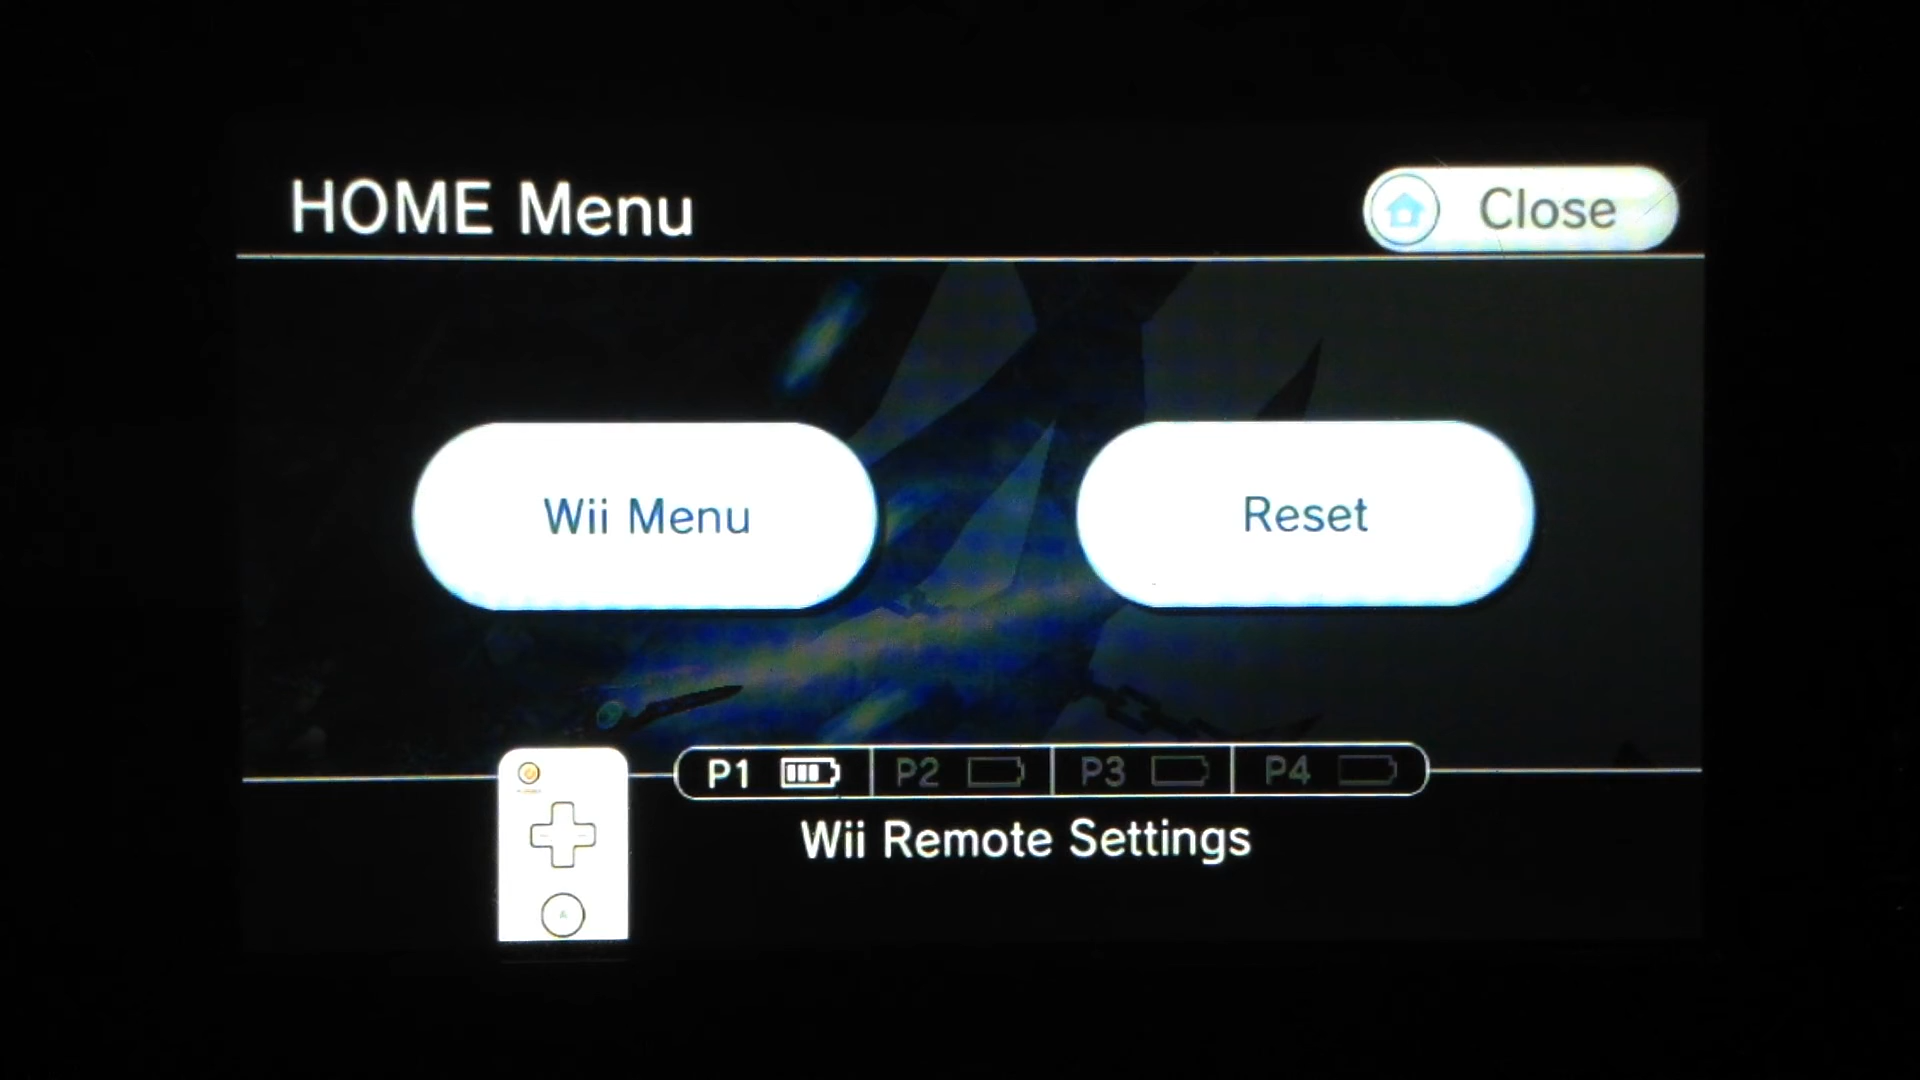 HOME Menu
Close
Wii Menu
Reset
P1 P2 P3 P4
Wii Remote Settings
A